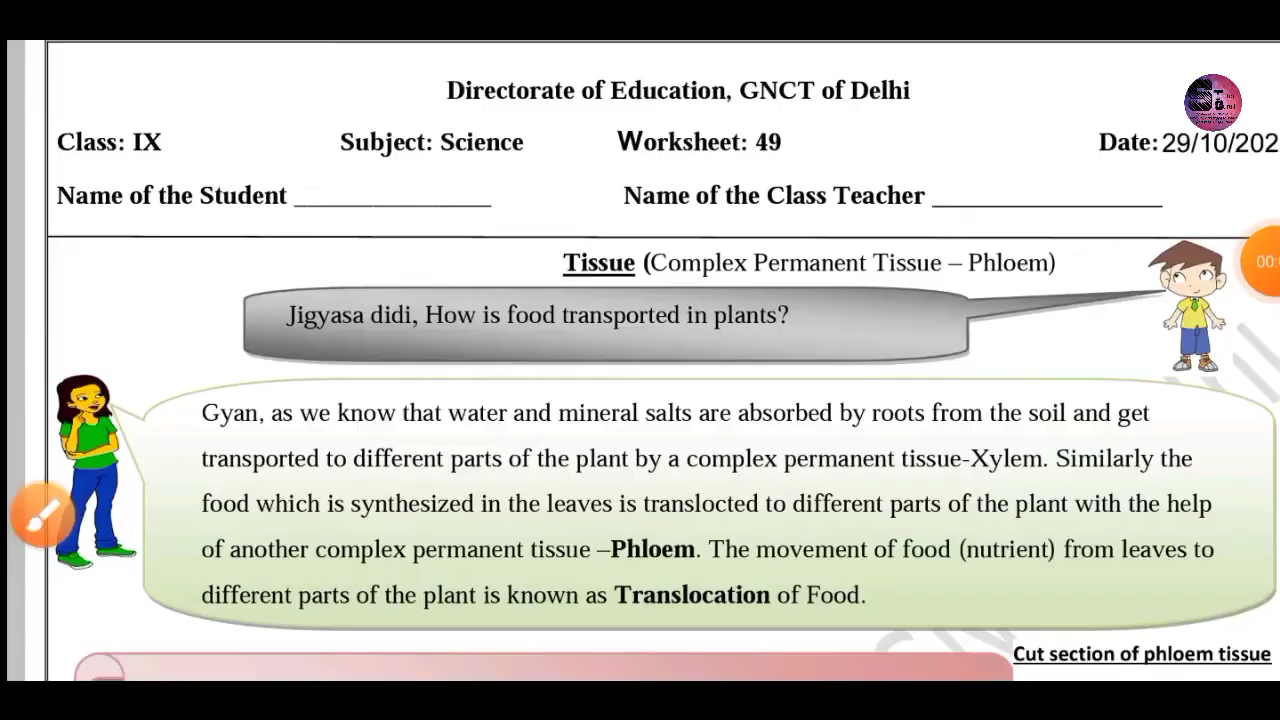 Directorate of Education, GNCT of Delhi
Class: IX Subject: Science Worksheet: 49 Date: 29/10/202
Name of the Student _______________ Name of the Class Teacher _________________
Tissue (Complex Permanent Tissue – Phloem)
00:
Jigyasa didi, How is food transported in plants?
Gyan, as we know that water and mineral salts are absorbed by roots from the soil and get
transported to different parts of the plant by a complex permanent tissue-Xylem. Similarly the
food which is synthesized in the leaves is translocted to different parts of the plant with the help
of another complex permanent tissue –Phloem. The movement of food (nutrient) from leaves to
different parts of the plant is known as Translocation of Food.
Cut section of phloem tissue